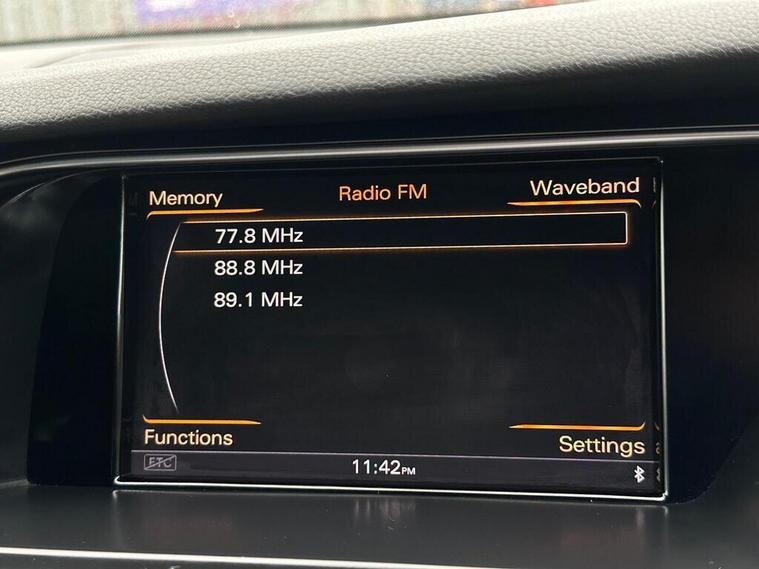 Memory
Radio FM
Waveband
77.8 MHz
88.8 MHz
89.1 MHz
Functions
Settings
ETC
11:42PM